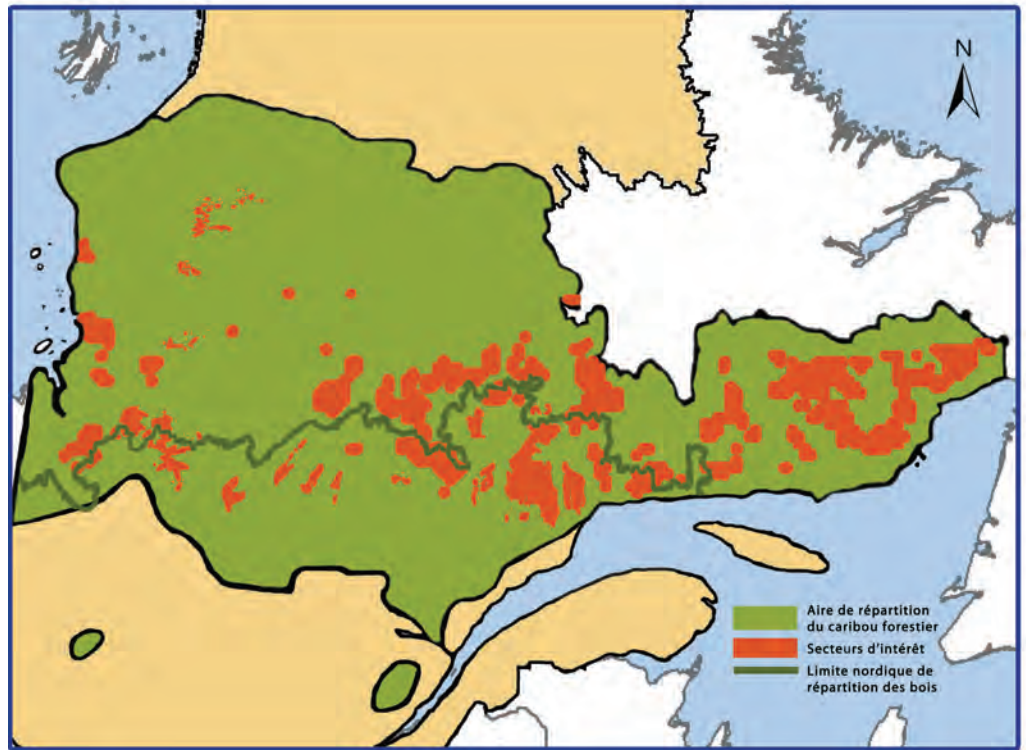 N
Aire de répartition
du caribou forestier
Secteurs d'intérêt
Limite nordique de
répartition des bois